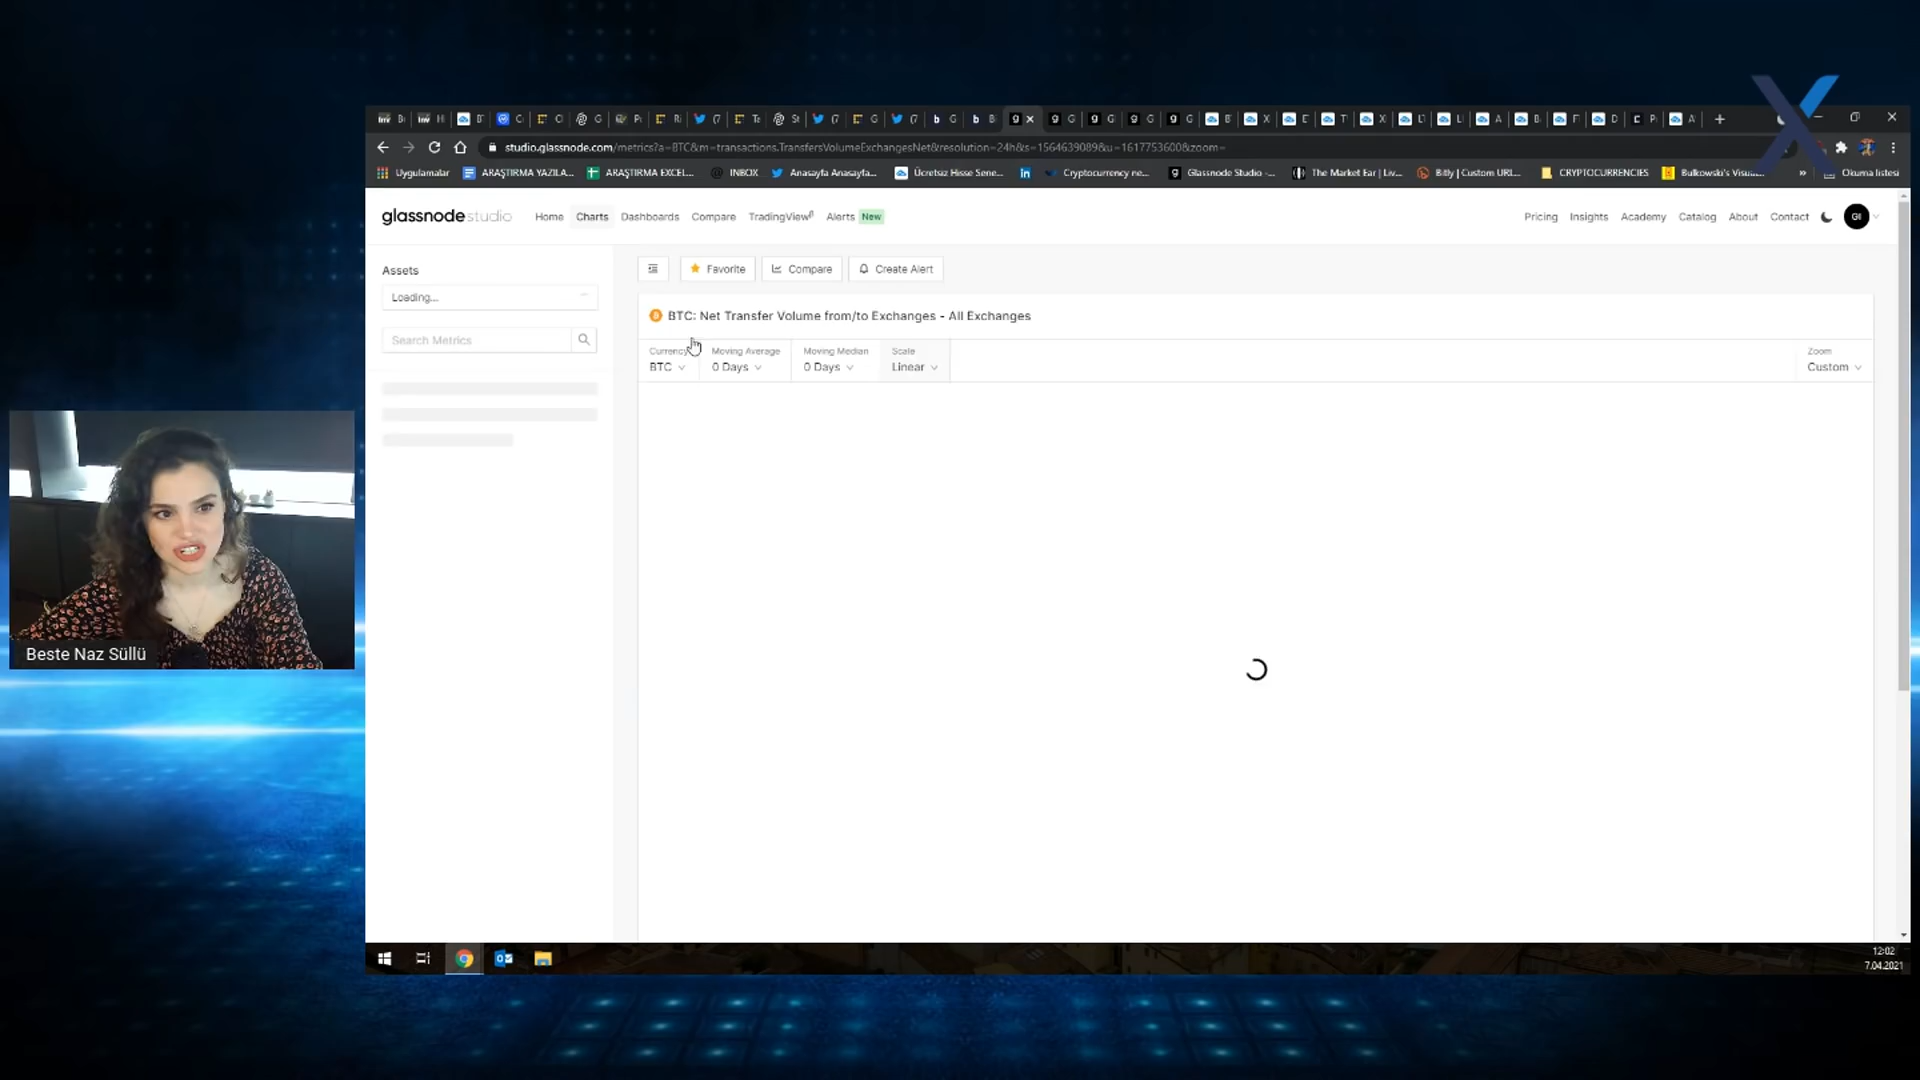 studio.glassnode.com/metrics?a=BTC&m=transactions.TransfersVolumeExchangesNet&resolution=24h&s=1564639089&u=1617753600&zoom=
Uygulamalar ARAŞTIRMA YAZILA... ARAŞTIRMA EXCEL... INBOX Anasayfa Anasayfa... Ücretsiz Hisse Sene... Cryptocurrency ne... Glassnode Studio -... The Market Ear | Liv... Bitly | Custom URL... CRYPTOCURRENCIES Bulkowski's Visua... » Okuma listesi
glassnode studio Home Charts Dashboards Compare TradingView Alerts New Pricing Insights Academy Catalog About Contact GI
Assets
Loading...
Search Metrics
Favorite Compare Create Alert
BTC: Net Transfer Volume from/to Exchanges - All Exchanges
Currency Moving Average Moving Median Scale Zoom
BTC 0 Days 0 Days Linear Custom
Beste Naz Süllü
12:02
7.04.2021